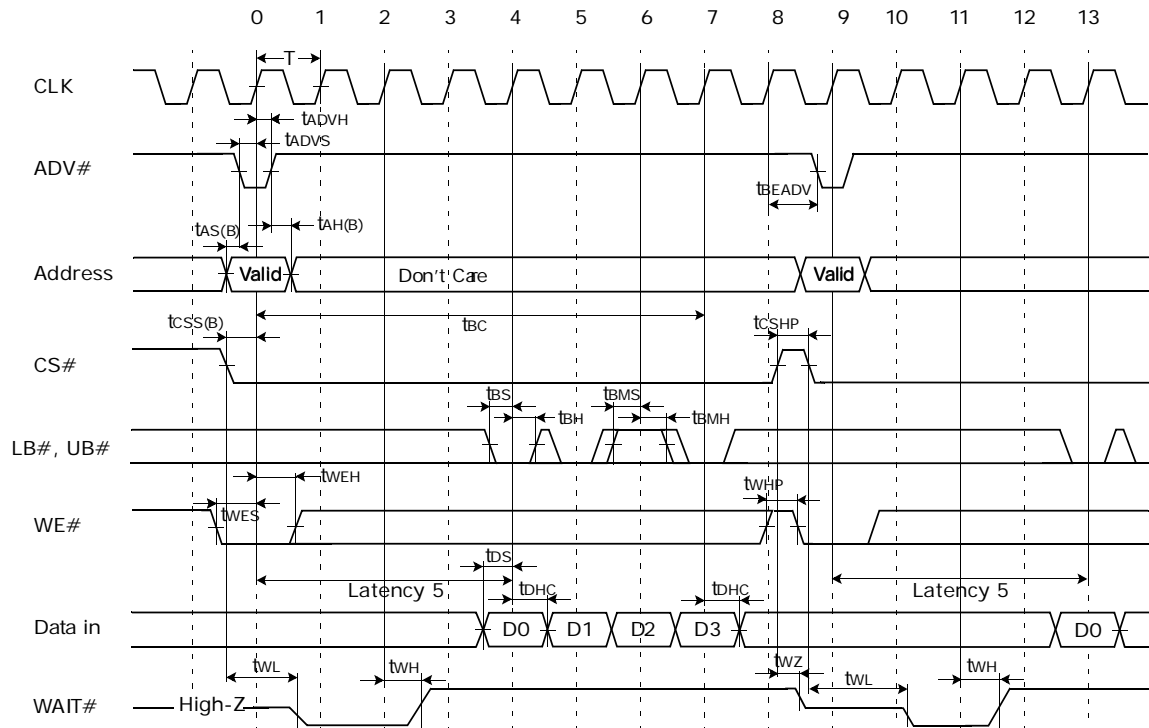 0 1 2 3 4 5 6 7 8 9 10 11 12 13
T
CLK
tADVH
tADVS
ADV#
tBEADV
tAS(B)
tAH(B)
Address
Valid
Don't Care
Valid
tBC
tCSS(B)
tCSHP
CS#
tBS
tBMS
tBH
tBMH
LB#, UB#
tWEH
tWHP
tWES
WE#
tDS
Latency 5
tDHC
tDHC
Latency 5
Data in
D0 D1 D2 D3 D0
tWL
tWH
tWZ
tWL
tWH
High-Z
WAIT#